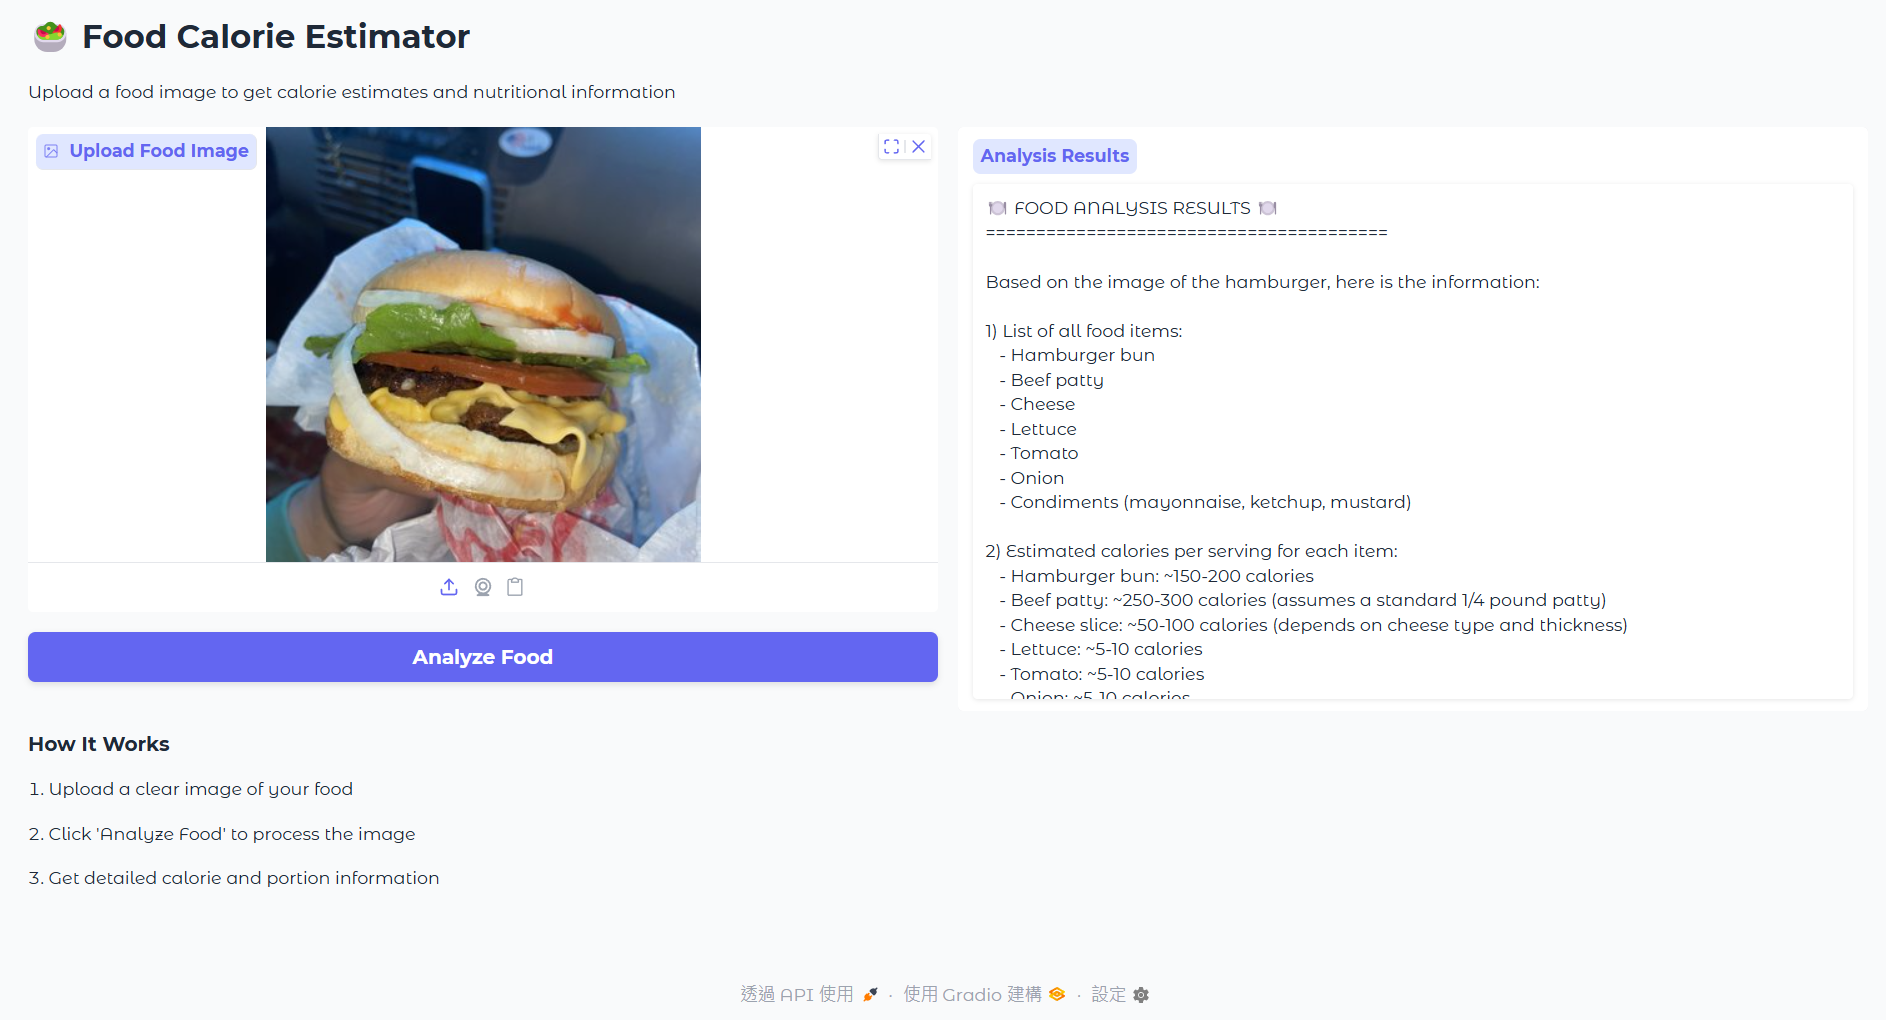 Food Calorie Estimator
Upload a food image to get calorie estimates and nutritional information
Upload Food Image
Analyze Food
Analysis Results
🍽️ FOOD ANALYSIS RESULTS 🍽️
========================================
Based on the image of the hamburger, here is the information:
1) List of all food items:
- Hamburger bun
- Beef patty
- Cheese
- Lettuce
- Tomato
- Onion
- Condiments (mayonnaise, ketchup, mustard)
2) Estimated calories per serving for each item:
- Hamburger bun: ~150-200 calories
- Beef patty: ~250-300 calories (assumes a standard 1/4 pound patty)
- Cheese slice: ~50-100 calories (depends on cheese type and thickness)
- Lettuce: ~5-10 calories
- Tomato: ~5-10 calories
- Onion: ~5-10 calories
How It Works
1. Upload a clear image of your food
2. Click 'Analyze Food' to process the image
3. Get detailed calorie and portion information
透過 API 使用 · 使用 Gradio 建構 · 設定